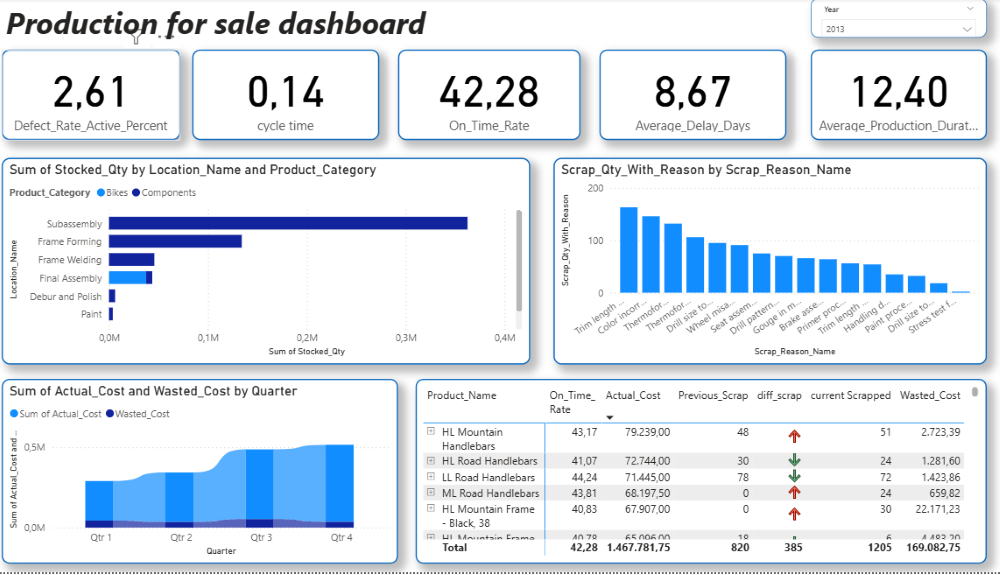 Production for sale dashboard
Year
2013
2,61
Defect_Rate_Active_Percent
0,14
cycle time
42,28
On_Time_Rate
8,67
Average_Delay_Days
12,40
Average_Production_Durat...
Sum of Stocked_Qty by Location_Name and Product_Category
Product_Category Bikes Components
Location_Name
Subassembly
Frame Forming
Frame Welding
Final Assembly
Debur and Polish
Paint
0,0M 0,1M 0,2M 0,3M 0,4M
Sum of Stocked_Qty
Scrap_Qty_With_Reason by Scrap_Reason_Name
Scrap_Qty_With_Reason
200
100
0
Trim length ... Color incorr... Thermofor... Thermofor... Drill size to... Wheel misa... Seat assem... Drill pattern... Gouge in m... Brake asse... Primer proc... Trim length ... Handling d... Paint proce... Drill size to... Stress test f...
Scrap_Reason_Name
Sum of Actual_Cost and Wasted_Cost by Quarter
Sum of Actual_Cost Wasted_Cost
Sum of Actual_Cost and ...
0,5M
0,0M
Qtr 1 Qtr 2 Qtr 3 Qtr 4
Quarter
Product_Name On_Time_ Actual_Cost Previous_Scrap diff_scrap current Scrapped Wasted_Cost
Rate
HL Mountain 43,17 79.239,00 48 51 2.723,39
Handlebars
HL Road Handlebars 41,07 72.744,00 30 24 1.281,60
LL Road Handlebars 44,24 71.445,00 78 72 1.423,86
ML Road Handlebars 43,81 68.197,50 0 24 659,82
HL Mountain Frame 40,83 67.907,00 0 30 22.171,23
- Black, 38
HL Mountain Frame 40,78 65.096,00 18 6 4.483,20
Total 42,28 1.467.781,75 820 385 1205 169.082,75